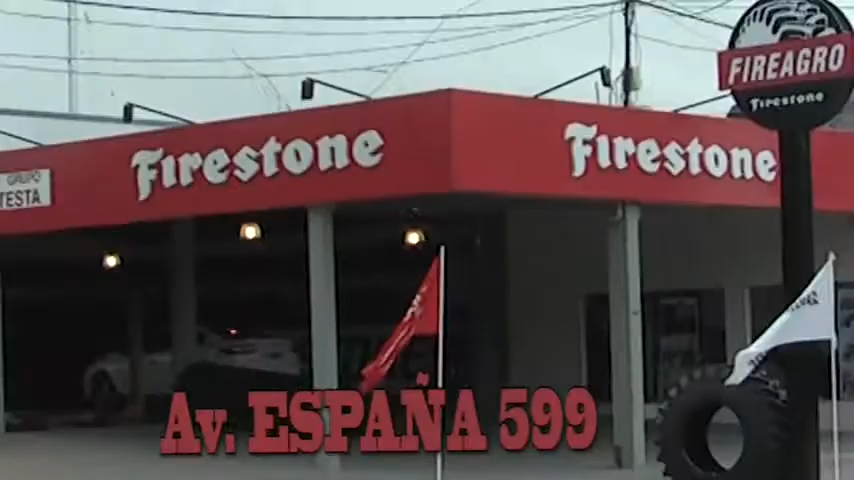 FIREAGRO
Firestone
Firestone
Firestone
GRUPO
TESTA
Av. ESPAÑA 599